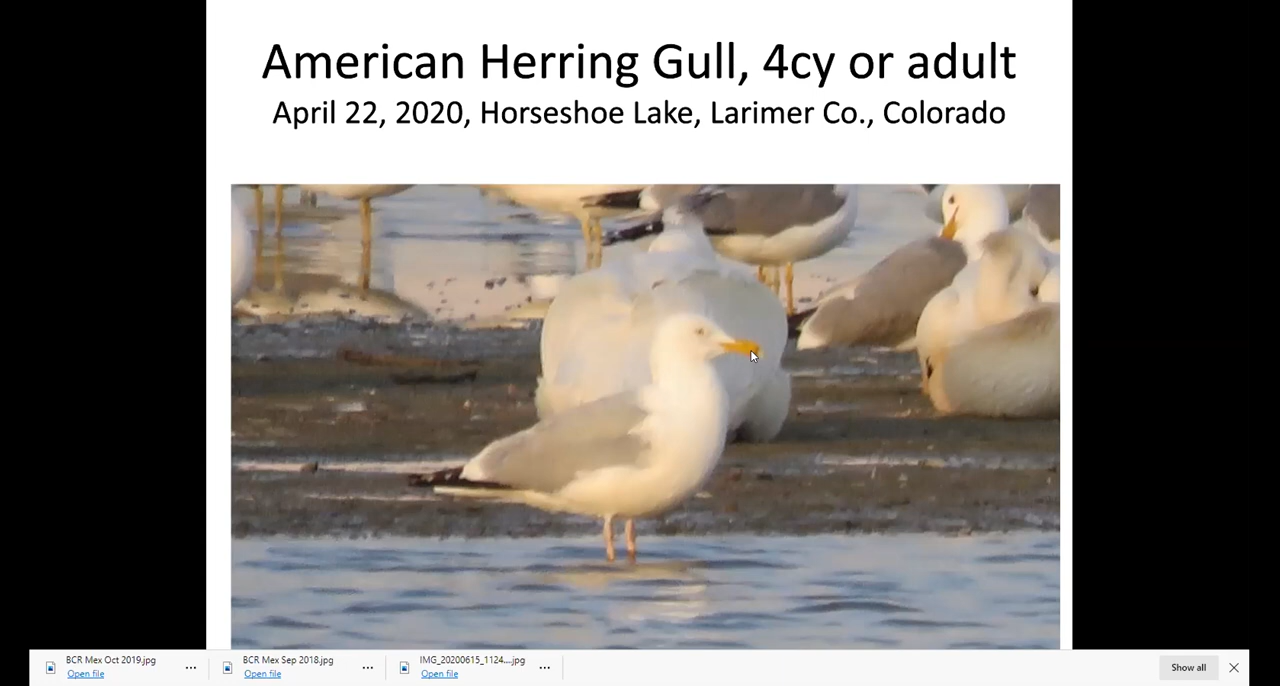 American Herring Gull, 4cy or adult
April 22, 2020, Horseshoe Lake, Larimer Co., Colorado
BCR Mex Oct 2019.jpg
Open file
BCR Mex Sep 2018.jpg
Open file
IMG_20200615_1124....jpg
Open file
Show all